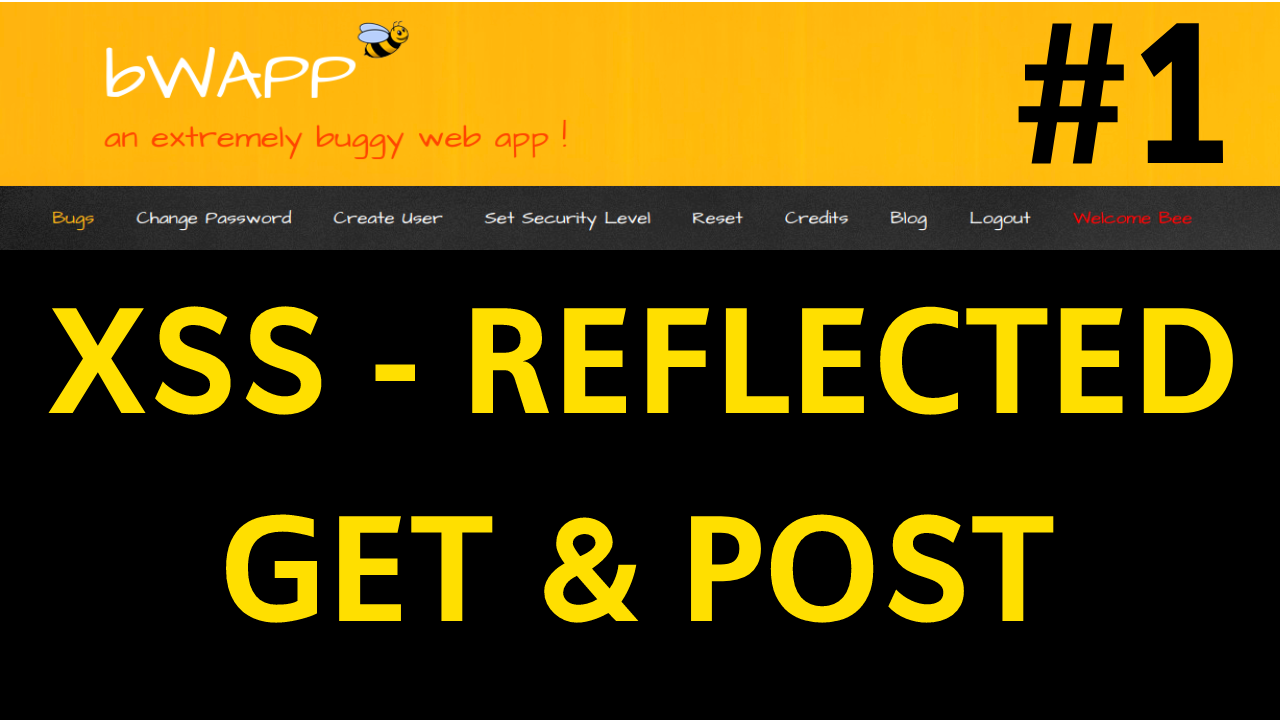 bWAPP
#1
an extremely buggy web app !
Bugs Change Password Create User Set Security Level Reset Credits Blog Logout Welcome Bee
XSS - REFLECTED
GET & POST